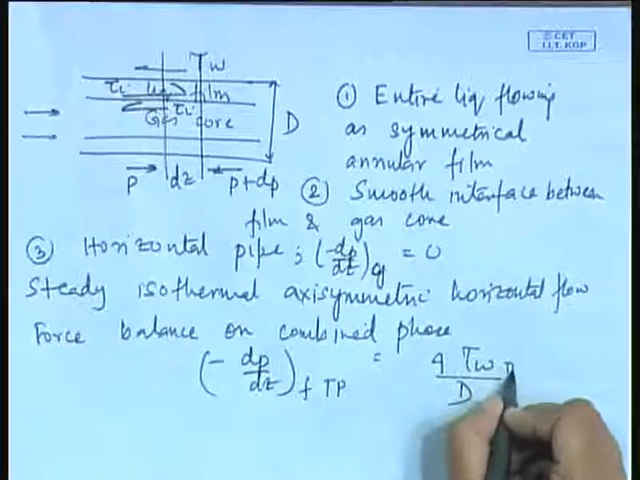 © CET
I.I.T. KGP
τw
τi liq film
τi
Gas core
D
P dz P+dp
① Entire liq flowing
as symmetrical
annular film
② Smooth interface between
film & gas core
③ Horizontal pipe ; (-dp/dz)g = 0
Steady isothermal axisymmetric horizontal flow
Force balance on combined phase
(- dp/dz) f TP = 4 τw / D